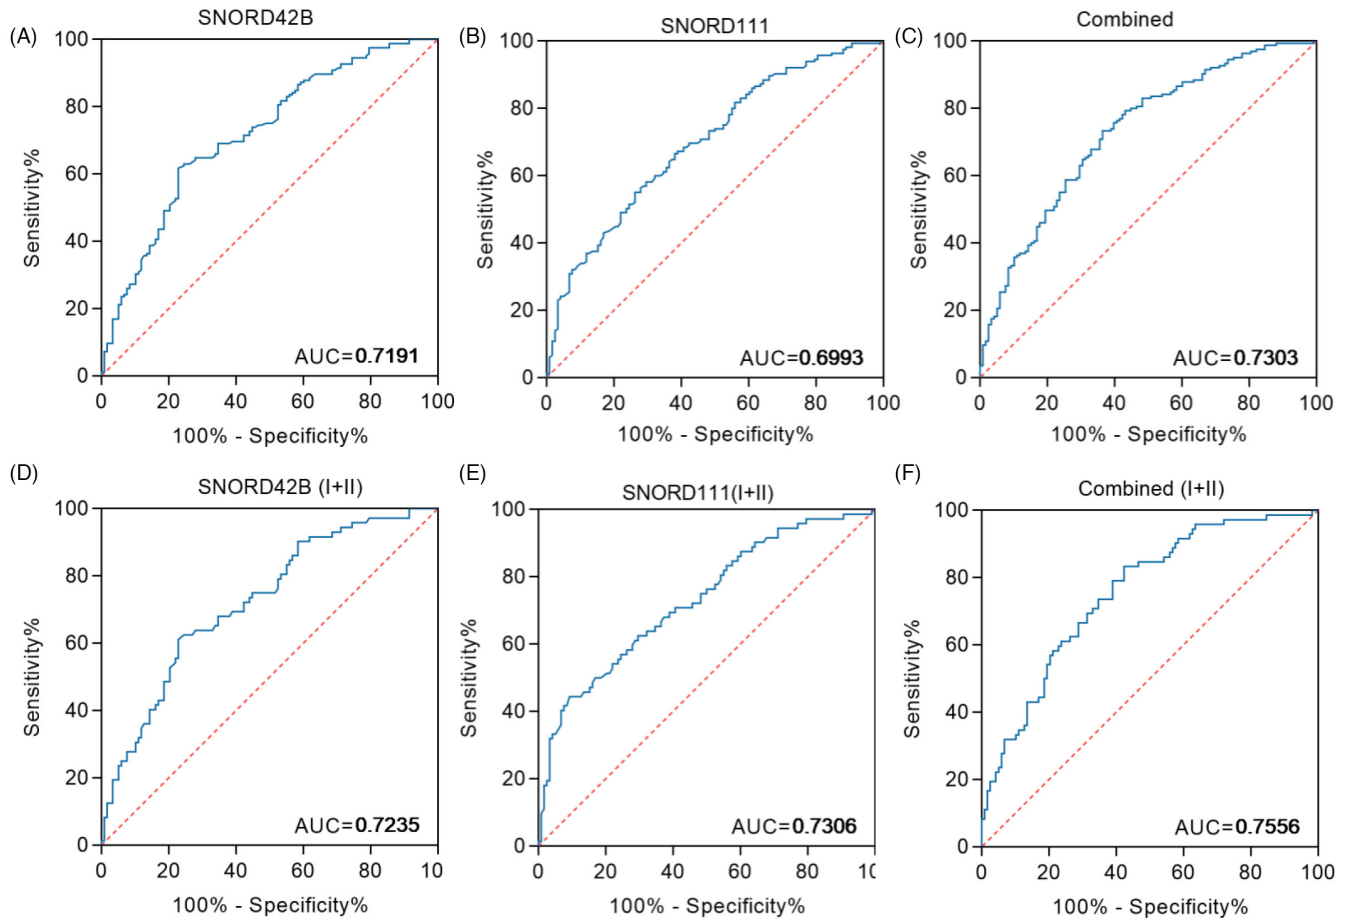 (A)
SNORD42B
100
80
60
40
20
0
Sensitivity%
AUC=0.7191
0 20 40 60 80 100
100% - Specificity%
(B)
SNORD111
100
80
60
40
20
0
Sensitivity%
AUC=0.6993
0 20 40 60 80 100
100% - Specificity%
(C)
Combined
100
80
60
40
20
0
Sensitivity%
AUC=0.7303
0 20 40 60 80 100
100% - Specificity%
(D)
SNORD42B (I+II)
100
80
60
40
20
0
Sensitivity%
AUC=0.7235
0 20 40 60 80 10
100% - Specificity%
(E)
SNORD111(I+II)
100
80
60
40
20
0
Sensitivity%
AUC=0.7306
0 20 40 60 80 10
100% - Specificity%
(F)
Combined (I+II)
100
80
60
40
20
0
Sensitivity%
AUC=0.7556
0 20 40 60 80 100
100% - Specificity%